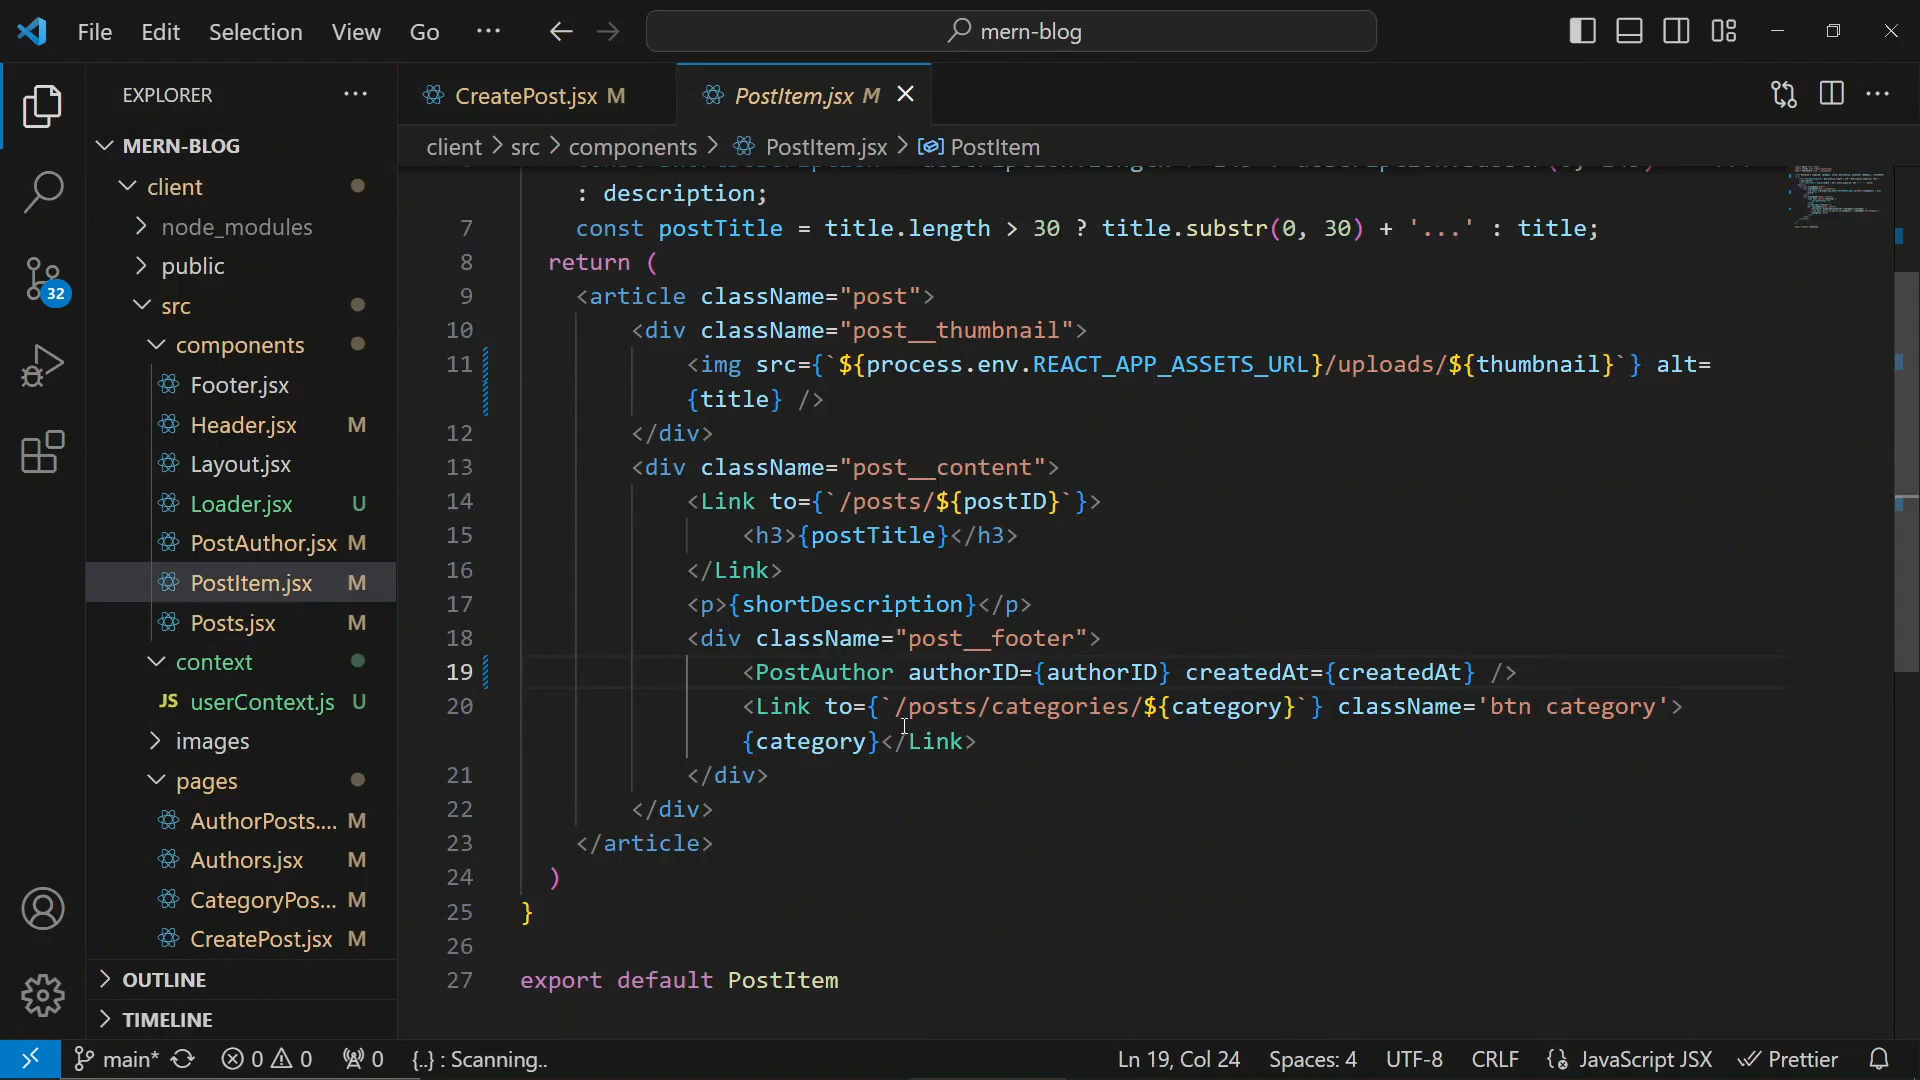 File Edit Selection View Go ··· mern-blog
EXPLORER ···
MERN-BLOG
client
node_modules
public
src
components
Footer.jsx
Header.jsx M
Layout.jsx
Loader.jsx U
PostAuthor.jsx M
PostItem.jsx M
Posts.jsx M
context
JS userContext.js U
images
pages
AuthorPosts.... M
Authors.jsx M
CategoryPos... M
CreatePost.jsx M
OUTLINE
TIMELINE
32
CreatePost.jsx M PostItem.jsx M
client > src > components > PostItem.jsx > PostItem
: description;
7 const postTitle = title.length > 30 ? title.substr(0, 30) + '...' : title;
8 return (
9 <article className="post">
10 <div className="post__thumbnail">
11 <img src={`${process.env.REACT_APP_ASSETS_URL}/uploads/${thumbnail}`} alt=
{title} />
12 </div>
13 <div className="post__content">
14 <Link to={`/posts/${postID}`}>
15 <h3>{postTitle}</h3>
16 </Link>
17 <p>{shortDescription}</p>
18 <div className="post__footer">
19 <PostAuthor authorID={authorID} createdAt={createdAt} />
20 <Link to={`/posts/categories/${category}`} className='btn category'>
{category}</Link>
21 </div>
22 </div>
23 </article>
24 )
25 }
26
27 export default PostItem
main* 0 0 0 {..} : Scanning.. Ln 19, Col 24 Spaces: 4 UTF-8 CRLF {} JavaScript JSX Prettier